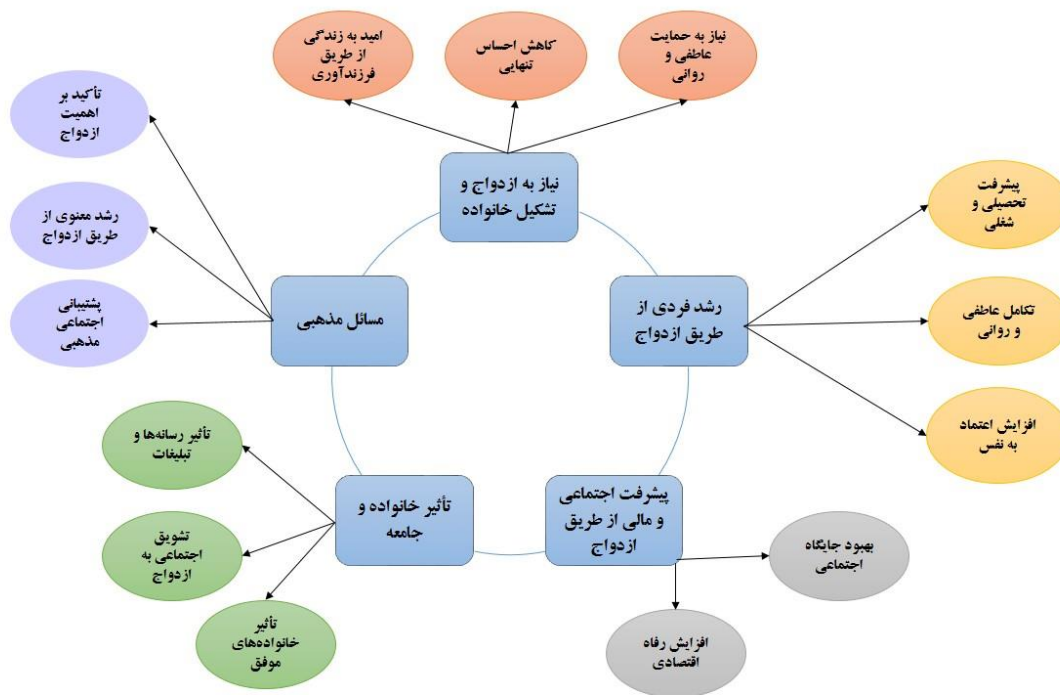 نیاز به حمایت
عاطفی و
روانی
کاهش احساس
تنهایی
امید به زندگی
از طریق
فرزندآوری
نیاز به ازدواج و
تشکیل خانواده
پیشرفت
تحصیلی و
شغلی
تکامل عاطفی
و روانی
افزایش اعتماد
به نفس
رشد فردی از
طریق ازدواج
تأکید بر
اهمیت
ازدواج
رشد معنوی از
طریق ازدواج
پشتیبانی
اجتماعی
مذهبی
مسائل مذهبی
پیشرفت اجتماعی
و مالی از طریق
ازدواج
بهبود جایگاه
اجتماعی
افزایش رفاه
اقتصادی
تأثیر خانواده و
جامعه
تأثیر رسانه‌ها و
تبلیغات
تشویق
اجتماعی به
ازدواج
تأثیر
خانواده‌های
موفق